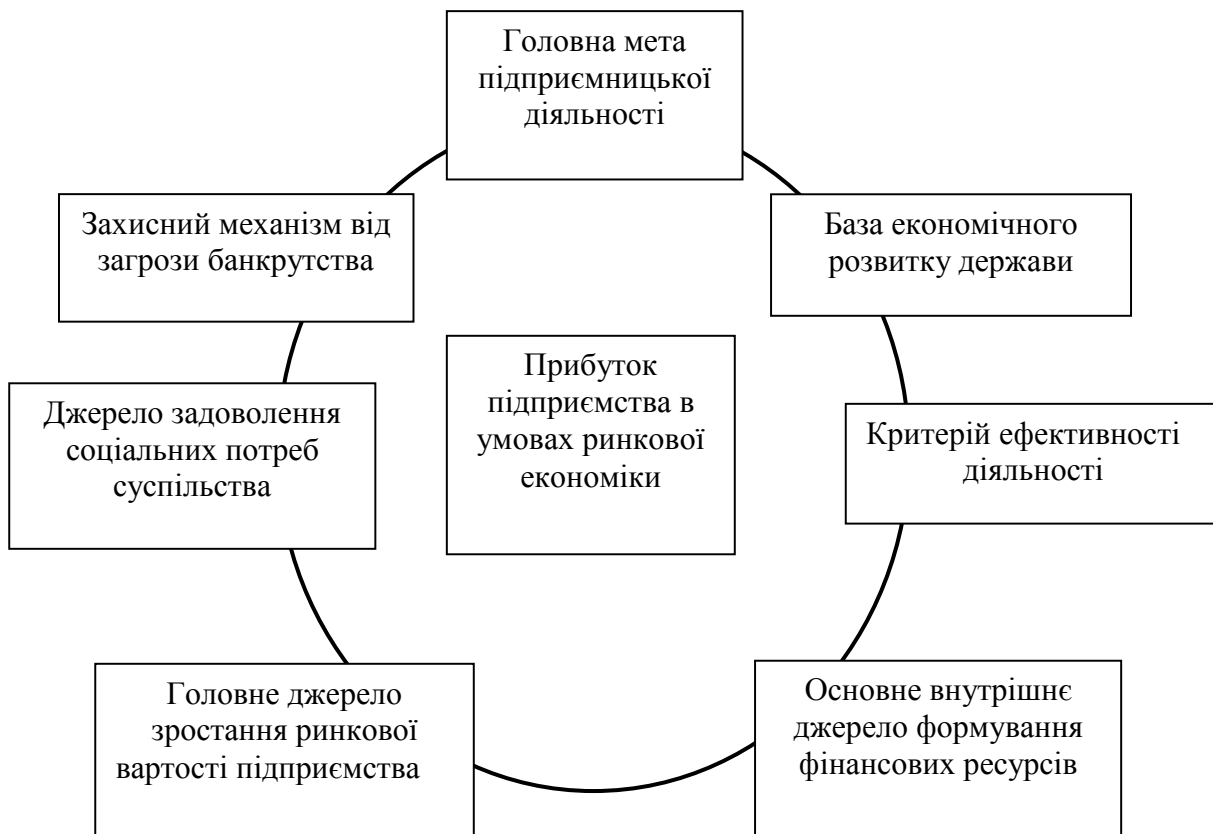 Головна мета
підприємницької
діяльності
Захисний механізм від
загрози банкрутства
База економічного
розвитку держави
Джерело задоволення
соціальних потреб
суспільства
Прибуток
підприємства в
умовах ринкової
економіки
Критерій ефективності
діяльності
Головне джерело
зростання ринкової
вартості підприємства
Основне внутрішнє
джерело формування
фінансових ресурсів